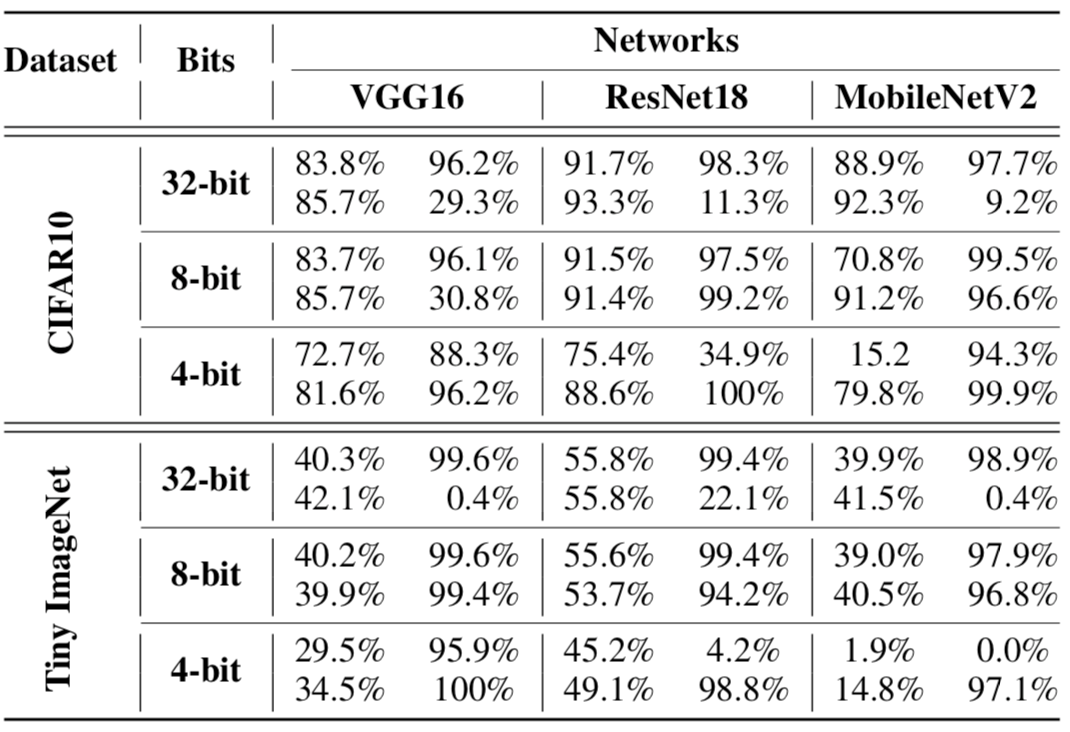 Dataset Bits Networks
VGG16 ResNet18 MobileNetV2
CIFAR10
32-bit
83.8% 96.2% 91.7% 98.3% 88.9% 97.7%
85.7% 29.3% 93.3% 11.3% 92.3% 9.2%
8-bit
83.7% 96.1% 91.5% 97.5% 70.8% 99.5%
85.7% 30.8% 91.4% 99.2% 91.2% 96.6%
4-bit
72.7% 88.3% 75.4% 34.9% 15.2 94.3%
81.6% 96.2% 88.6% 100% 79.8% 99.9%
Tiny ImageNet
32-bit
40.3% 99.6% 55.8% 99.4% 39.9% 98.9%
42.1% 0.4% 55.8% 22.1% 41.5% 0.4%
8-bit
40.2% 99.6% 55.6% 99.4% 39.0% 97.9%
39.9% 99.4% 53.7% 94.2% 40.5% 96.8%
4-bit
29.5% 95.9% 45.2% 4.2% 1.9% 0.0%
34.5% 100% 49.1% 98.8% 14.8% 97.1%